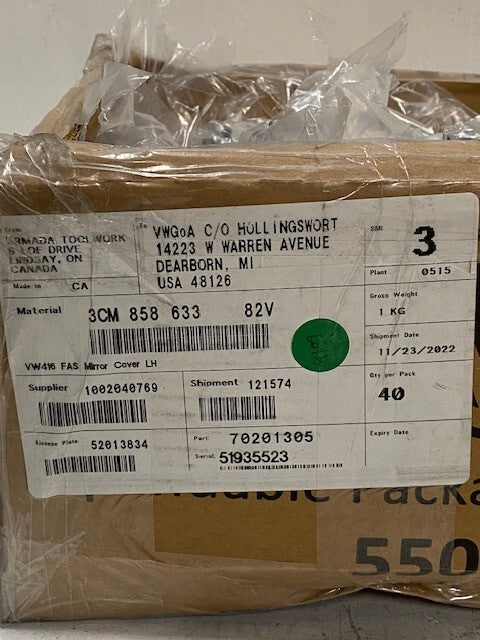 To
VWGoA C/O HOLLINGSWORT
14223 W WARREN AVENUE
DEARBORN, MI
USA 48126
from
ARMADA TOOLWORK
6 LOF DRIVE
LINDSAY, ON
CANADA
Made in CA
SMI
3
Plant 0515
Material 3CM 858 633 82V
VW416 FAS Mirror Cover LH
Gross Weight
1 KG
Shipment Date
11/23/2022
Supplier 1002040769
Shipment 121574
Qty per Pack
40
License Plate 52013834
Part: 70201305
Serial: 51935523
Expiry Date
550